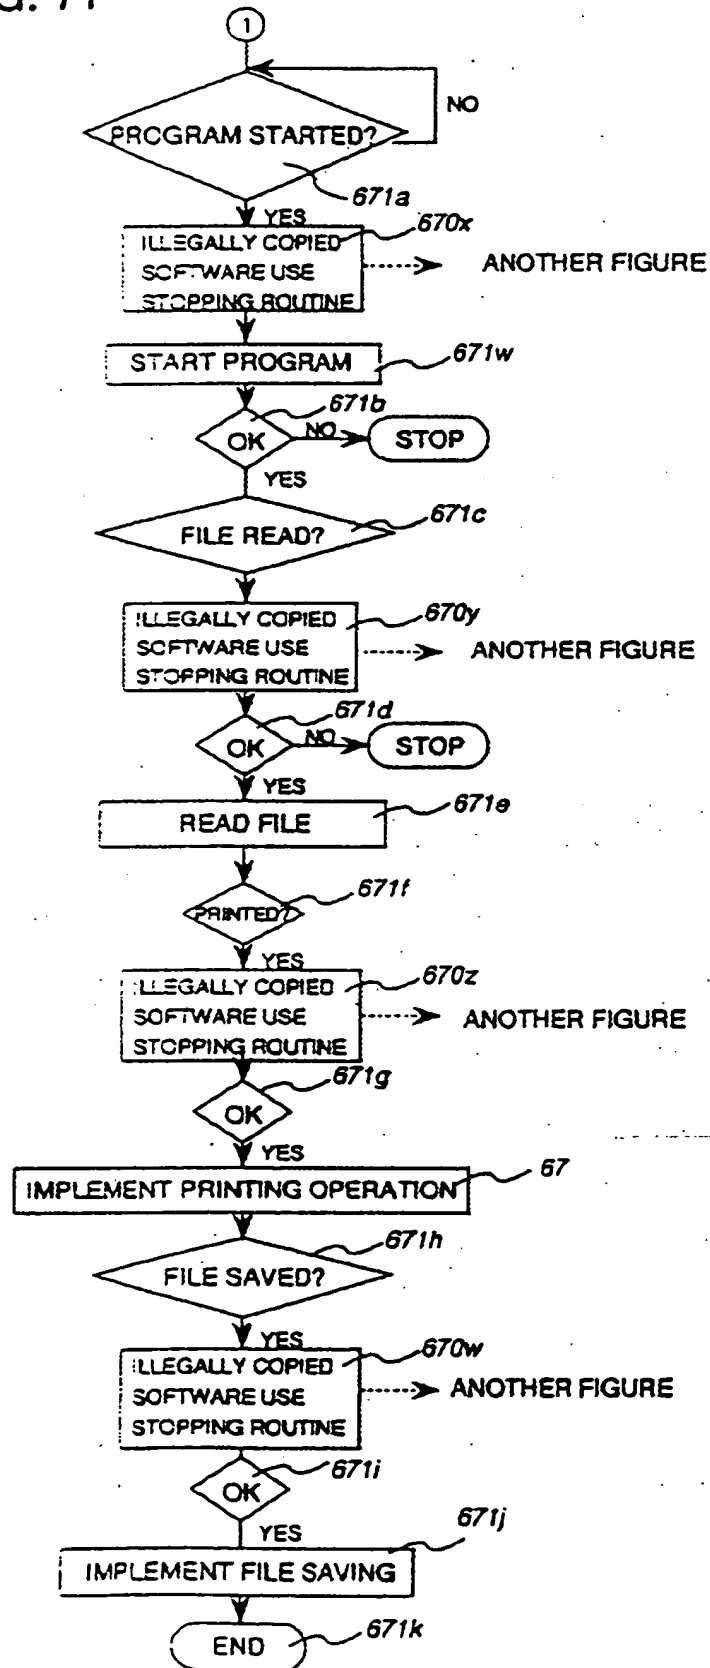 1
PROGRAM STARTED?
NO
671a
YES
670x
ILLEGALLY COPIED
SOFTWARE USE
STOPPING ROUTINE
ANOTHER FIGURE
START PROGRAM
671w
671b
OK
NO
STOP
YES
671c
FILE READ?
ILLEGALLY COPIED
SOFTWARE USE
STOPPING ROUTINE
670y
ANOTHER FIGURE
671d
OK
NO
STOP
YES
671e
READ FILE
671f
PRINTED?
YES
ILLEGALLY COPIED
SOFTWARE USE
STOPPING ROUTINE
670z
ANOTHER FIGURE
671g
OK
YES
IMPLEMENT PRINTING OPERATION
67
671h
FILE SAVED?
YES
ILLEGALLY COPIED
SOFTWARE USE
STOPPING ROUTINE
670w
ANOTHER FIGURE
671i
OK
YES
671j
IMPLEMENT FILE SAVING
END
671k